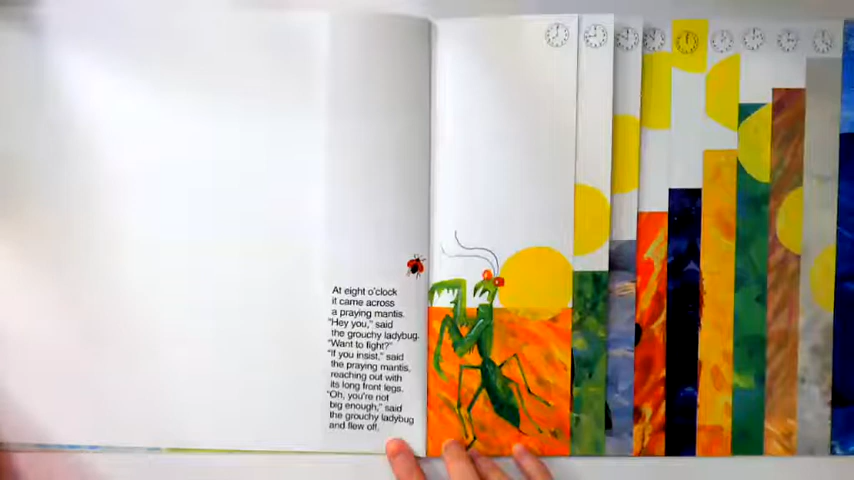 At eight o'clock
it came across
a praying mantis.
"Hey you," said
the grouchy ladybug.
"Want to fight?"
"If you insist," said
the praying mantis,
reaching out with
its long front legs.
"Oh, you're not
big enough," said
the grouchy ladybug
and flew off.